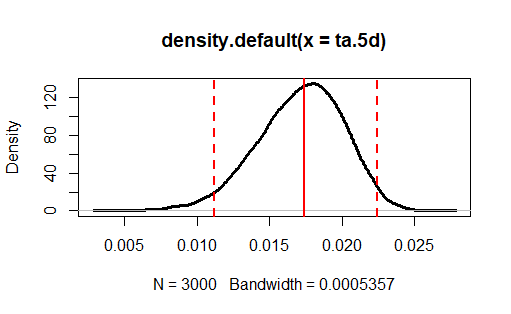 density.default(x = ta.5d)
Density
0
40
80
120
0.005 0.010 0.015 0.020 0.025
N = 3000 Bandwidth = 0.0005357